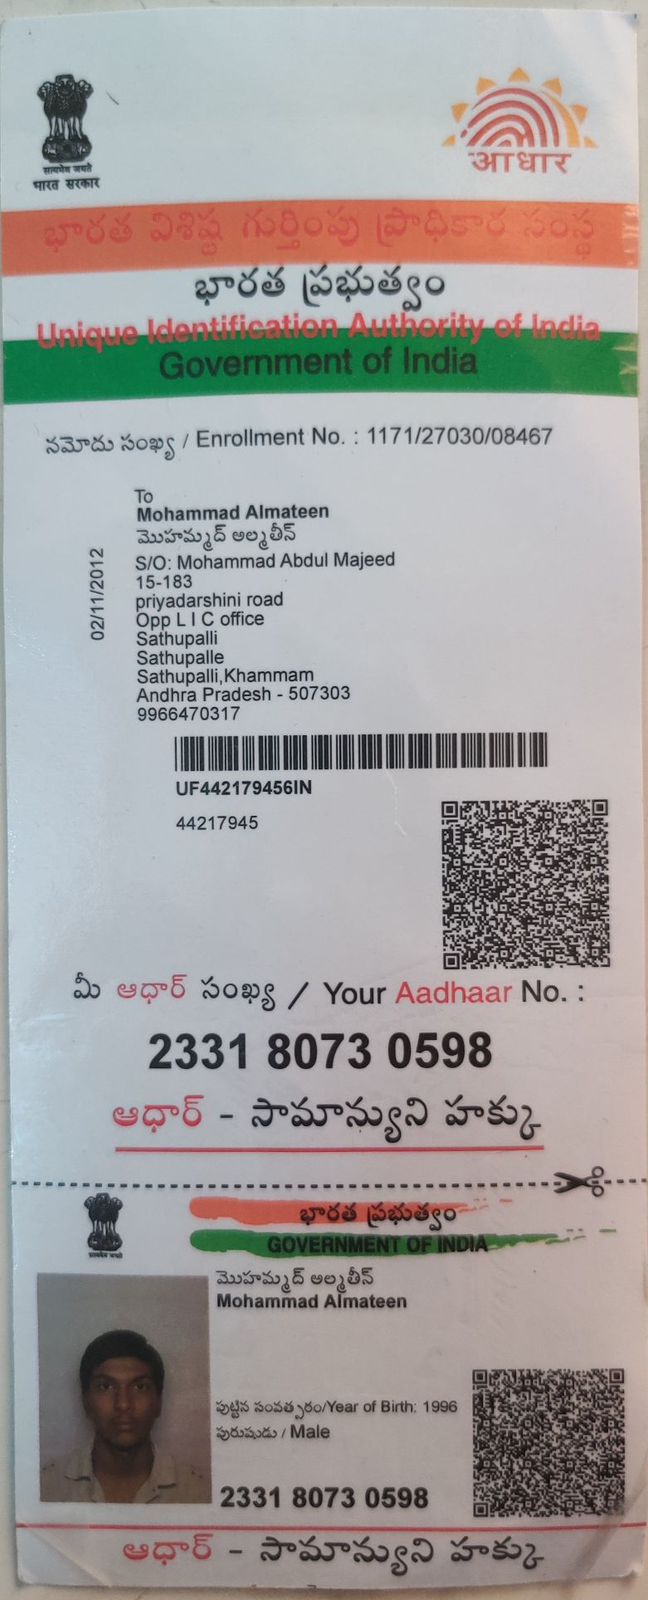 सत्यमेव जयते
भारत सरकार
आधार
భారత విశిష్ట గుర్తింపు ప్రాధికార సంస్థ
భారత ప్రభుత్వం
Unique Identification Authority of India
Government of India
నమోదు సంఖ్య / Enrollment No. : 1171/27030/08467
02/11/2012
To
Mohammad Almateen
మొహమ్మద్ అల్మతీన్
S/O: Mohammad Abdul Majeed
15-183
priyadarshini road
Opp L I C office
Sathupalli
Sathupalle
Sathupalli,Khammam
Andhra Pradesh - 507303
9966470317
UF442179456IN
44217945
మీ ఆధార్ సంఖ్య / Your Aadhaar No. :
2331 8073 0598
ఆధార్ - సామాన్యుని హక్కు
भारत ప్రభుత్వం
GOVERNMENT OF INDIA
सत्यमेव जयते
మొహమ్మద్ అల్మతీన్
Mohammad Almateen
పుట్టిన సంవత్సరం/Year of Birth: 1996
పురుషుడు / Male
2331 8073 0598
ఆధార్ - సామాన్యుని హక్కు